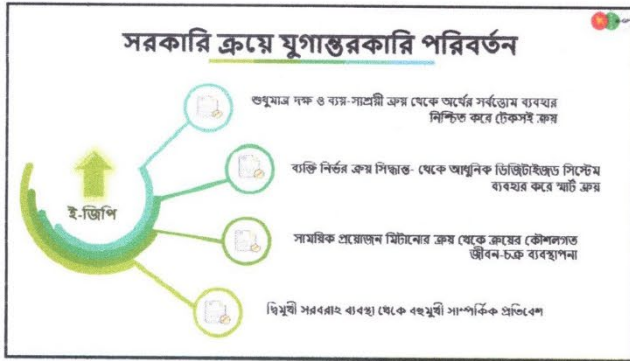 সরকারি ক্রয়ে যুগান্তরকারি পরিবর্তন
শুধুমাত্র দক্ষ ও ব্যয়-সাশ্রয়ী ক্রয় থেকে অর্থের সর্বত্তোম ব্যবহার
নিশ্চিত করে টেকসই ক্রয়
ব্যক্তি নির্ভর ক্রয় সিদ্ধান্ত- থেকে আধুনিক ডিজিটাইজড সিস্টেম
ব্যবহার করে স্মার্ট ক্রয়
ই-জিপি
সাময়িক প্রয়োজন মিটানোর ক্রয় থেকে ক্রয়ের কৌশলগত
জীবন-চক্র ব্যবস্থাপনা
দ্বিমুখী সরবরাহ ব্যবস্থা থেকে বহুমুখী সাম্পর্কিক প্রতিবেশ